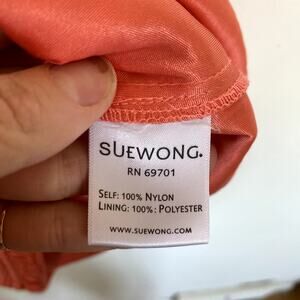 SUEWONG.
RN 69701
SELF: 100% NYLON
LINING: 100%: POLYESTER
WWW.SUEWONG.COM